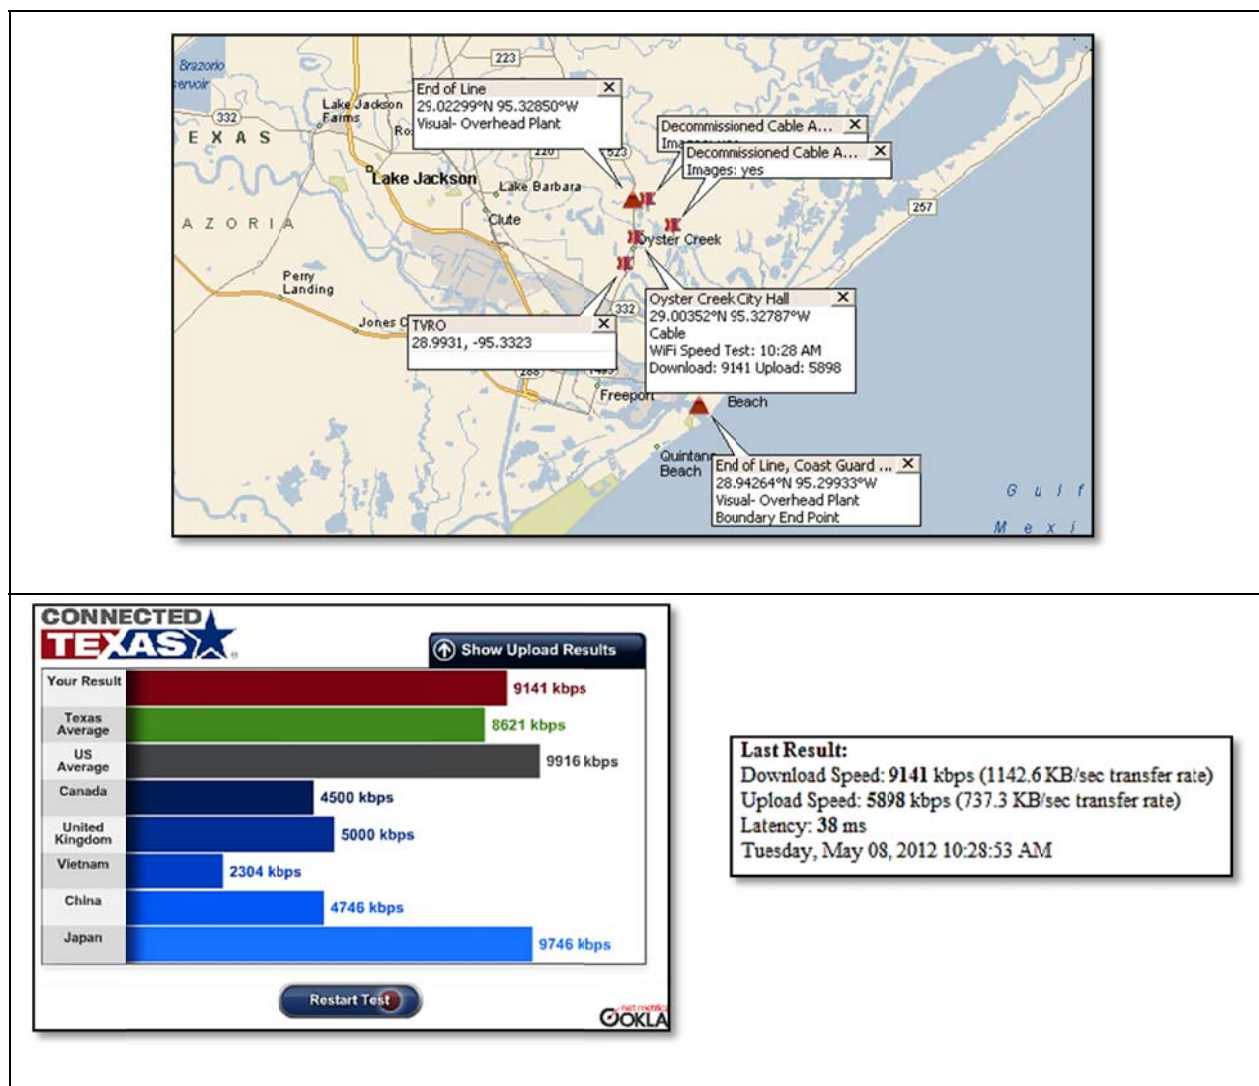 Brazorio
servoir
332
TEXAS
AZORIA
Lake Jackson
Farms
223
End of Line
29.02299°N 95.32850°W
Visual- Overhead Plant
Decommissioned Cable A...
Decommissioned Cable A...
Images: yes
523
Lake Jackson
Lake Barbara
Clute
257
Oyster Creek
Perry
Landing
Jones C
TVRO
28.9931, -95.3323
288
332
Oyster Creek City Hall
29.00352°N 95.32787°W
Cable
WiFi Speed Test: 10:28 AM
Download: 9141 Upload: 5898
Freeport
Beach
Quintana
Beach
End of Line, Coast Guard ...
28.94264°N 95.29933°W
Visual- Overhead Plant
Boundary End Point
Gulf
Mexi
CONNECTED
TEXAS
Show Upload Results
Your Result
9141 kbps
Texas
Average
8621 kbps
US
Average
9916 kbps
Canada
4500 kbps
United
Kingdom
5000 kbps
Vietnam
2304 kbps
China
4746 kbps
Japan
9746 kbps
Restart Test
net metrics
OOKLA
Last Result:
Download Speed: 9141 kbps (1142.6 KB/sec transfer rate)
Upload Speed: 5898 kbps (737.3 KB/sec transfer rate)
Latency: 38 ms
Tuesday, May 08, 2012 10:28:53 AM